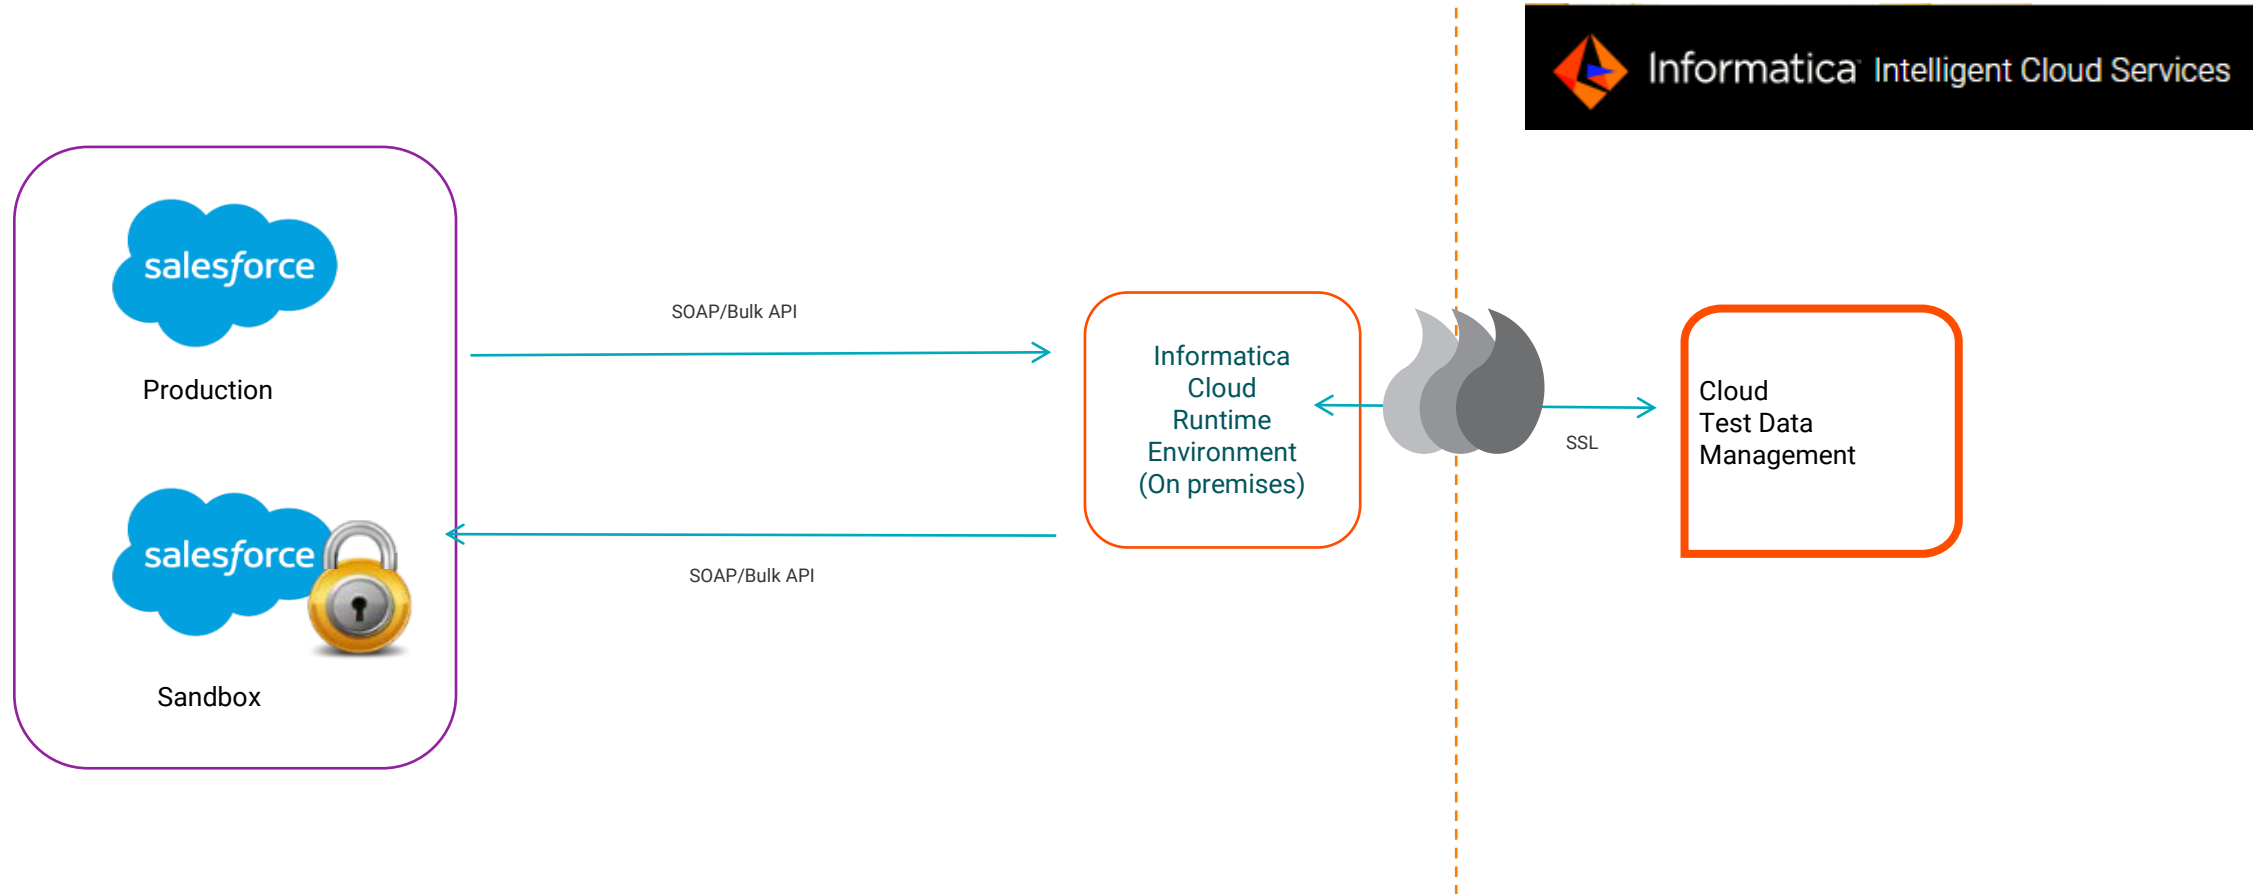 Informatica Intelligent Cloud Services
salesforce
Production
SOAP/Bulk API
Informatica
Cloud
Runtime
Environment
(On premises)
SSL
Cloud
Test Data
Management
salesforce
SOAP/Bulk API
Sandbox